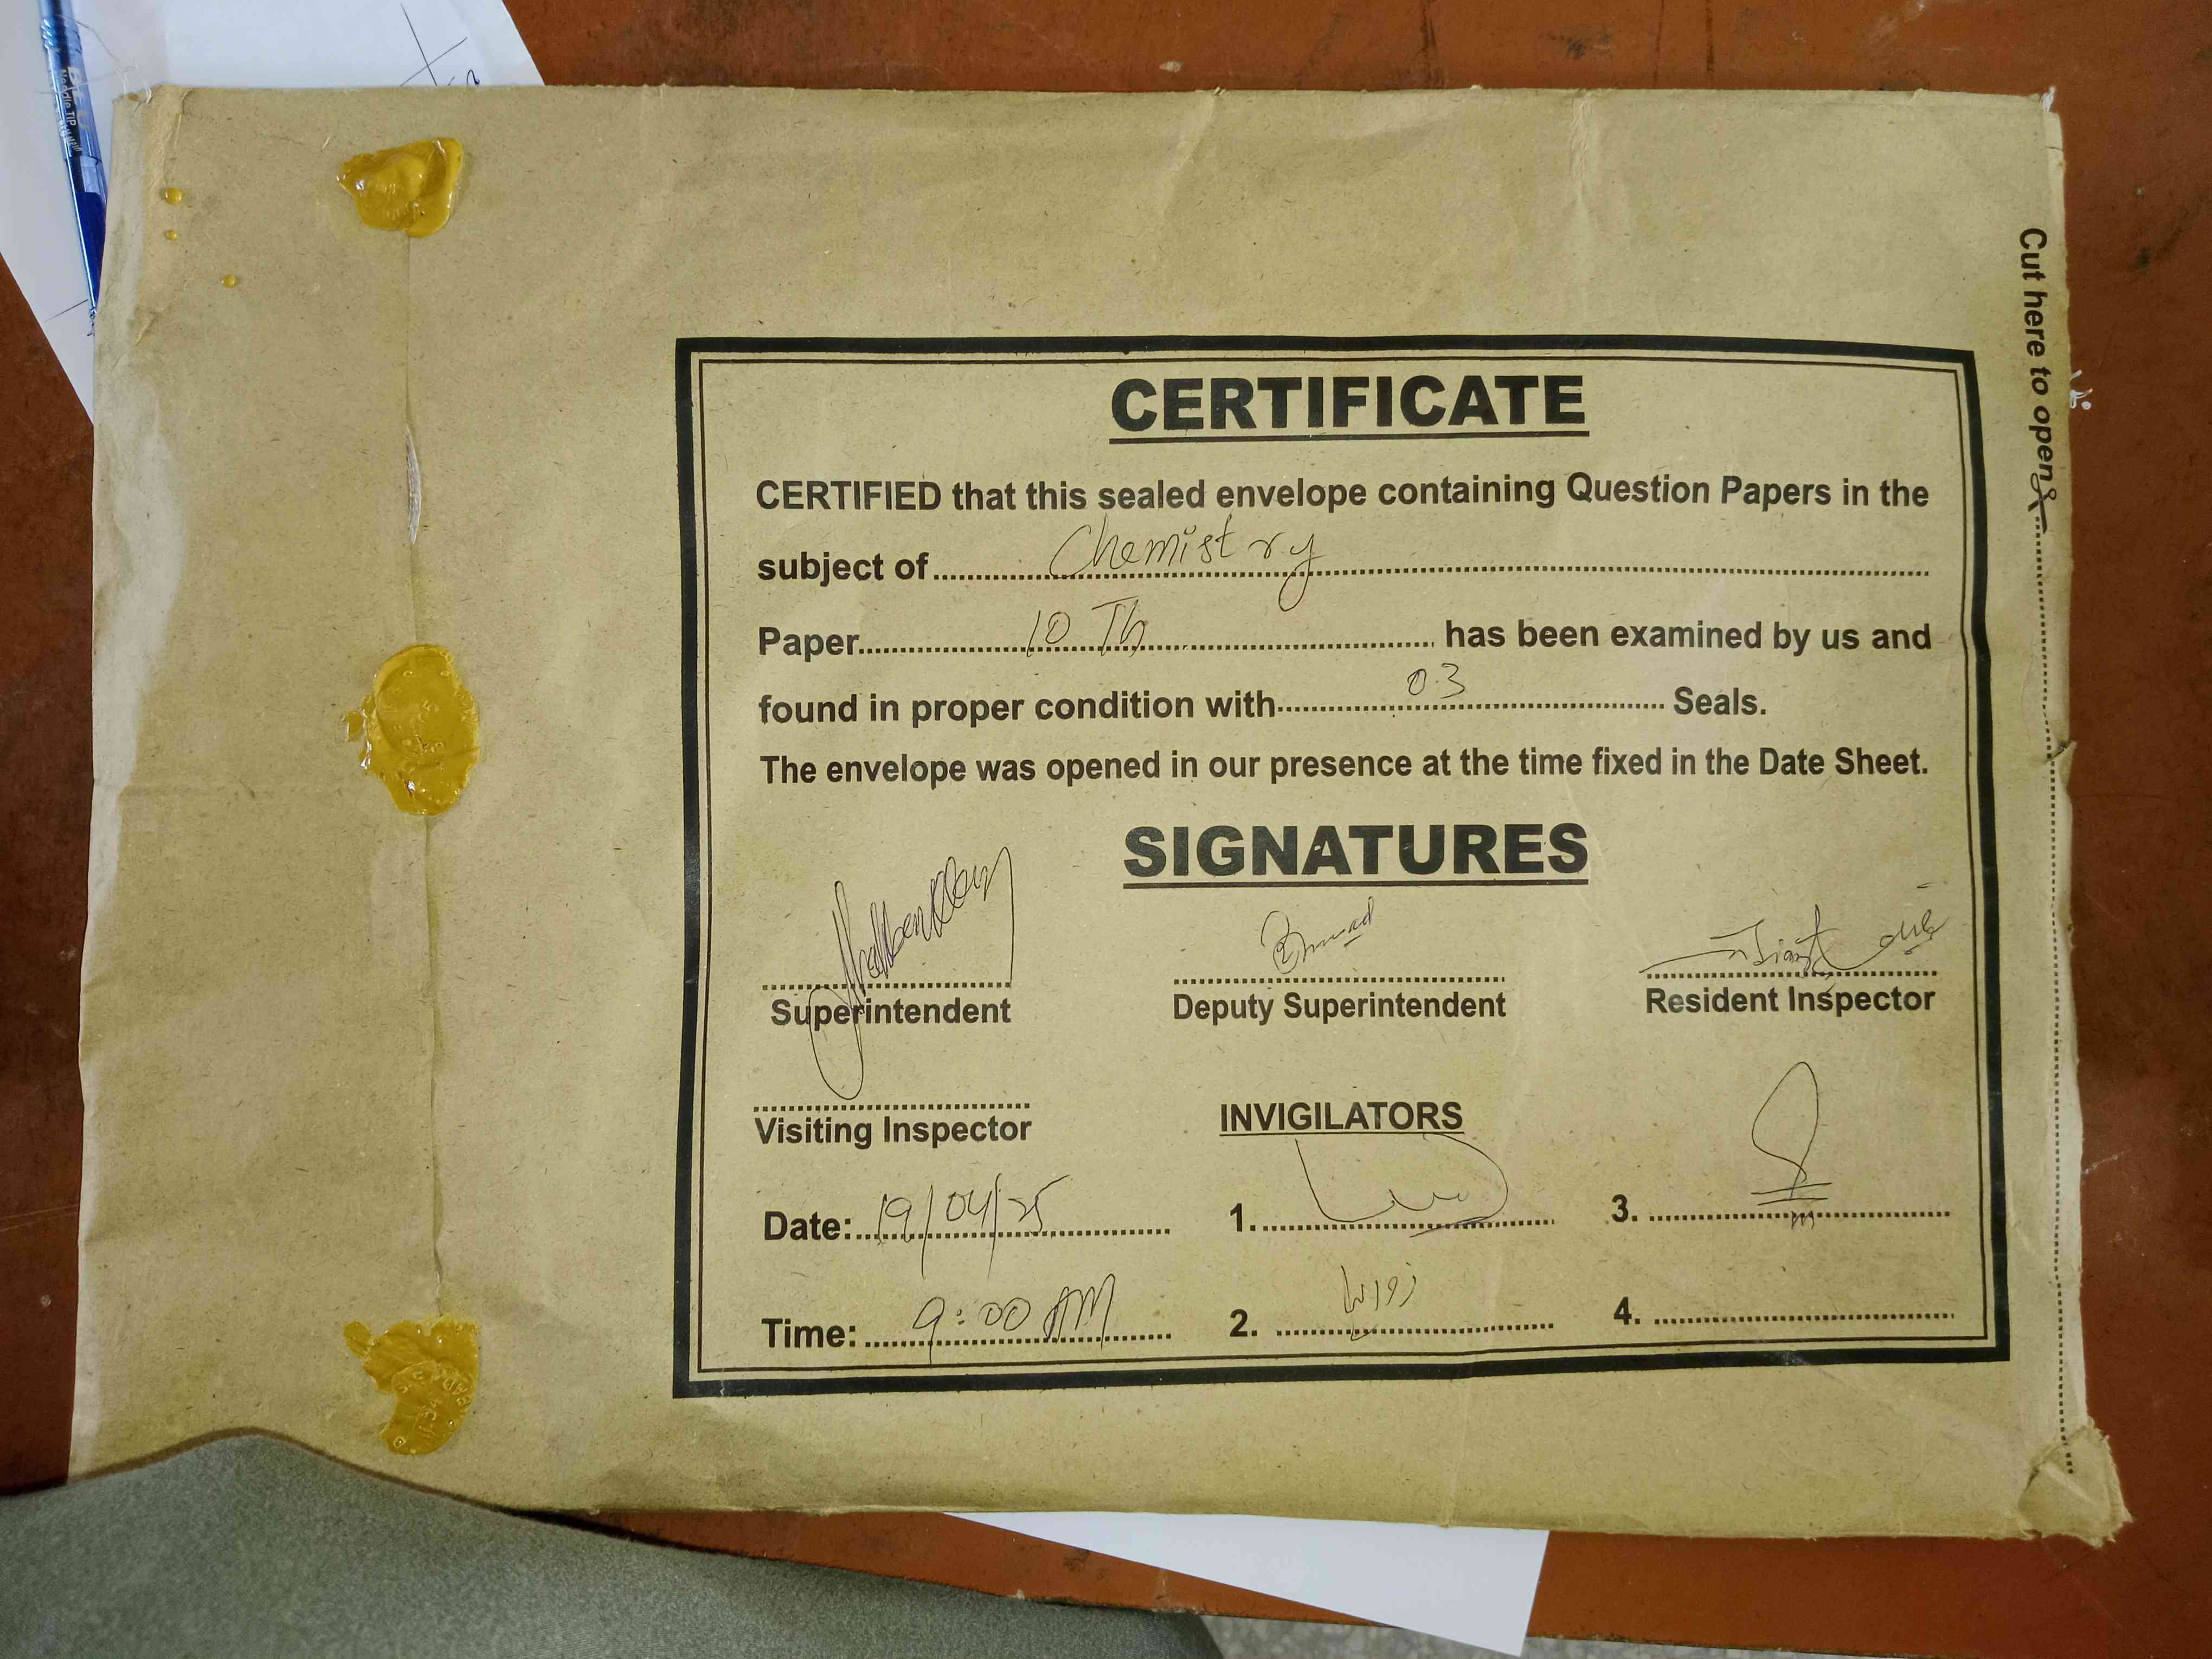 CERTIFICATE
CERTIFIED that this sealed envelope containing Question Papers in the
subject of Chemistry
Paper 10 Th has been examined by us and
found in proper condition with 03 Seals.
The envelope was opened in our presence at the time fixed in the Date Sheet.
SIGNATURES
Superintendent Deputy Superintendent Resident Inspector
Visiting Inspector INVIGILATORS
Date: 19/04/25 1. 3.
Time: 9:00 AM 2. 4.
Cut here to open